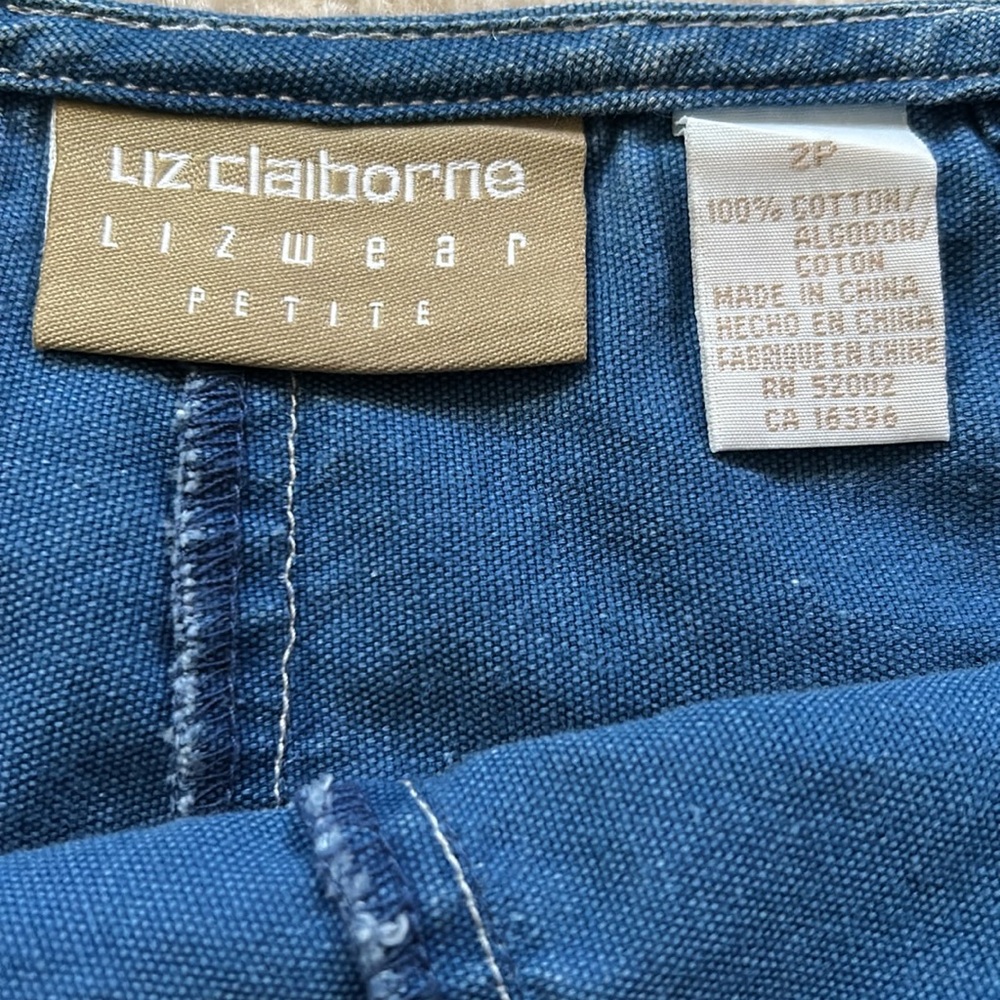 Liz claiborne
LIZwear
PETITE
2P
100% COTTON/
ALGODON/
COTON
MADE IN CHINA
HECHO EN CHINA
FABRIQUE EN CHINE
RN 52002
CA 16396